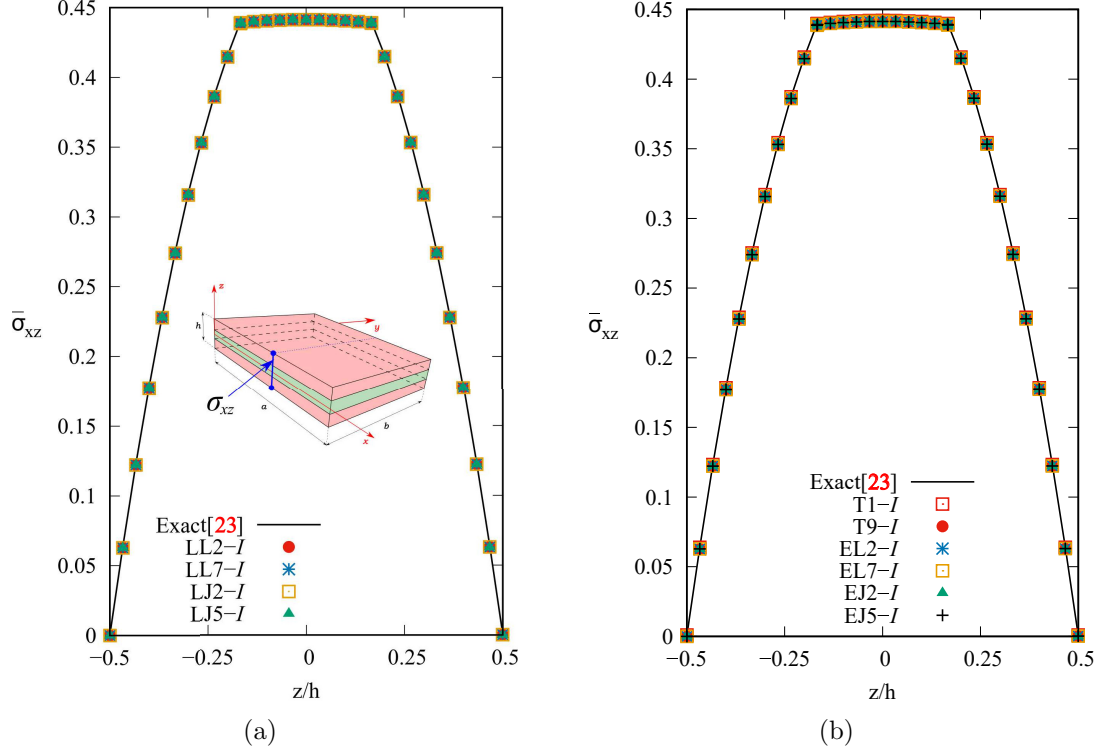 0.45
0.4
0.35
0.3
0.25
0.2
0.15
0.1
0.05
0
σ̄xz
z
y
h
σxz
a
b
x
Exact[23]
LL2−I
LL7−I
LJ2−I
LJ5−I
−0.5
−0.25
0
0.25
0.5
z/h
(a)
0.45
0.4
0.35
0.3
0.25
0.2
0.15
0.1
0.05
0
σ̄xz
Exact[23]
T1−I
T9−I
EL2−I
EL7−I
EJ2−I
EJ5−I
−0.5
−0.25
0
0.25
0.5
z/h
(b)